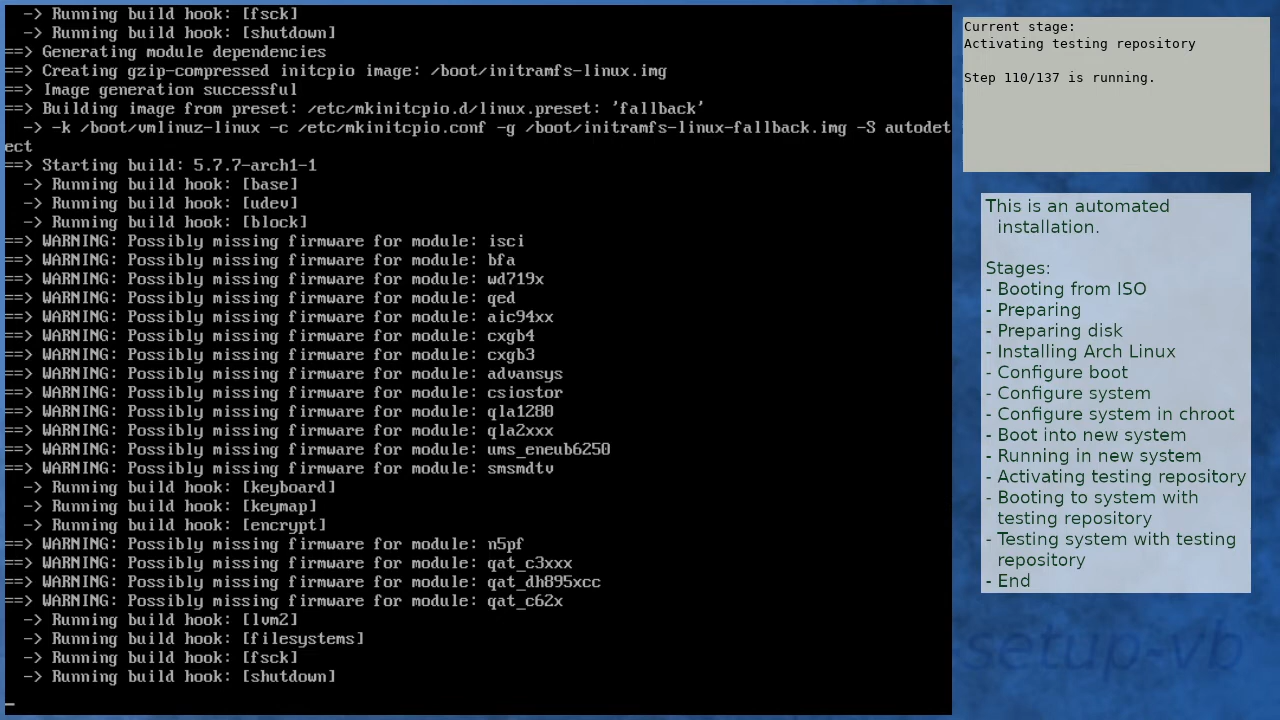 -> Running build hook: [fsck]
-> Running build hook: [shutdown]
==> Generating module dependencies
==> Creating gzip-compressed initcpio image: /boot/initramfs-linux.img
==> Image generation successful
==> Building image from preset: /etc/mkinitcpio.d/linux.preset: 'fallback'
-> -k /boot/vmlinuz-linux -c /etc/mkinitcpio.conf -g /boot/initramfs-linux-fallback.img -S autodet
ect
==> Starting build: 5.7.7-arch1-1
-> Running build hook: [base]
-> Running build hook: [udev]
-> Running build hook: [block]
==> WARNING: Possibly missing firmware for module: isci
==> WARNING: Possibly missing firmware for module: bfa
==> WARNING: Possibly missing firmware for module: wd719x
==> WARNING: Possibly missing firmware for module: qed
==> WARNING: Possibly missing firmware for module: aic94xx
==> WARNING: Possibly missing firmware for module: cxgb4
==> WARNING: Possibly missing firmware for module: cxgb3
==> WARNING: Possibly missing firmware for module: advansys
==> WARNING: Possibly missing firmware for module: csiostor
==> WARNING: Possibly missing firmware for module: qla1280
==> WARNING: Possibly missing firmware for module: qla2xxx
==> WARNING: Possibly missing firmware for module: ums_eneub6250
==> WARNING: Possibly missing firmware for module: smsmdtv
-> Running build hook: [keyboard]
-> Running build hook: [keymap]
-> Running build hook: [encrypt]
==> WARNING: Possibly missing firmware for module: n5pf
==> WARNING: Possibly missing firmware for module: qat_c3xxx
==> WARNING: Possibly missing firmware for module: qat_dh895xcc
==> WARNING: Possibly missing firmware for module: qat_c62x
-> Running build hook: [lvm2]
-> Running build hook: [filesystems]
-> Running build hook: [fsck]
-> Running build hook: [shutdown]
_
Current stage:
Activating testing repository
Step 110/137 is running.
This is an automated
installation.
Stages:
- Booting from ISO
- Preparing
- Preparing disk
- Installing Arch Linux
- Configure boot
- Configure system
- Configure system in chroot
- Boot into new system
- Running in new system
- Activating testing repository
- Booting to system with
testing repository
- Testing system with testing
repository
- End
setup-vb